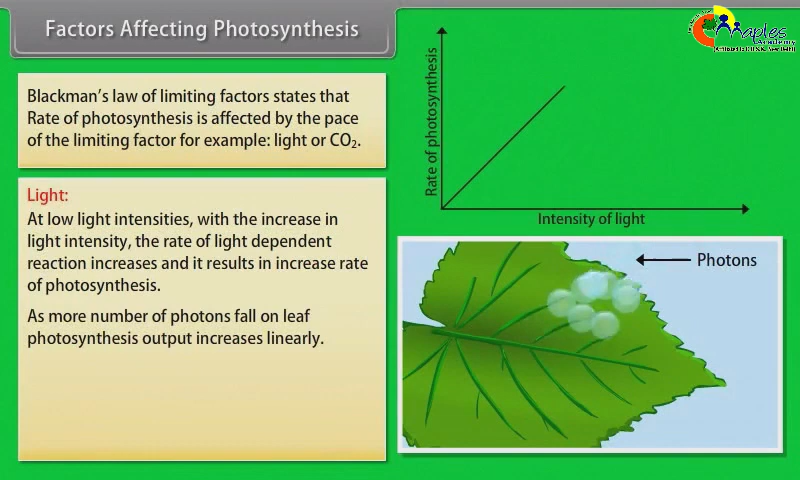 Factors Affecting Photosynthesis
aples
Academy
Blackman's law of limiting factors states that
Rate of photosynthesis is affected by the pace
of the limiting factor for example: light or CO₂.
Light:
At low light intensities, with the increase in
light intensity, the rate of light dependent
reaction increases and it results in increase rate
of photosynthesis.
As more number of photons fall on leaf
photosynthesis output increases linearly.
Rate of photosynthesis
Intensity of light
Photons